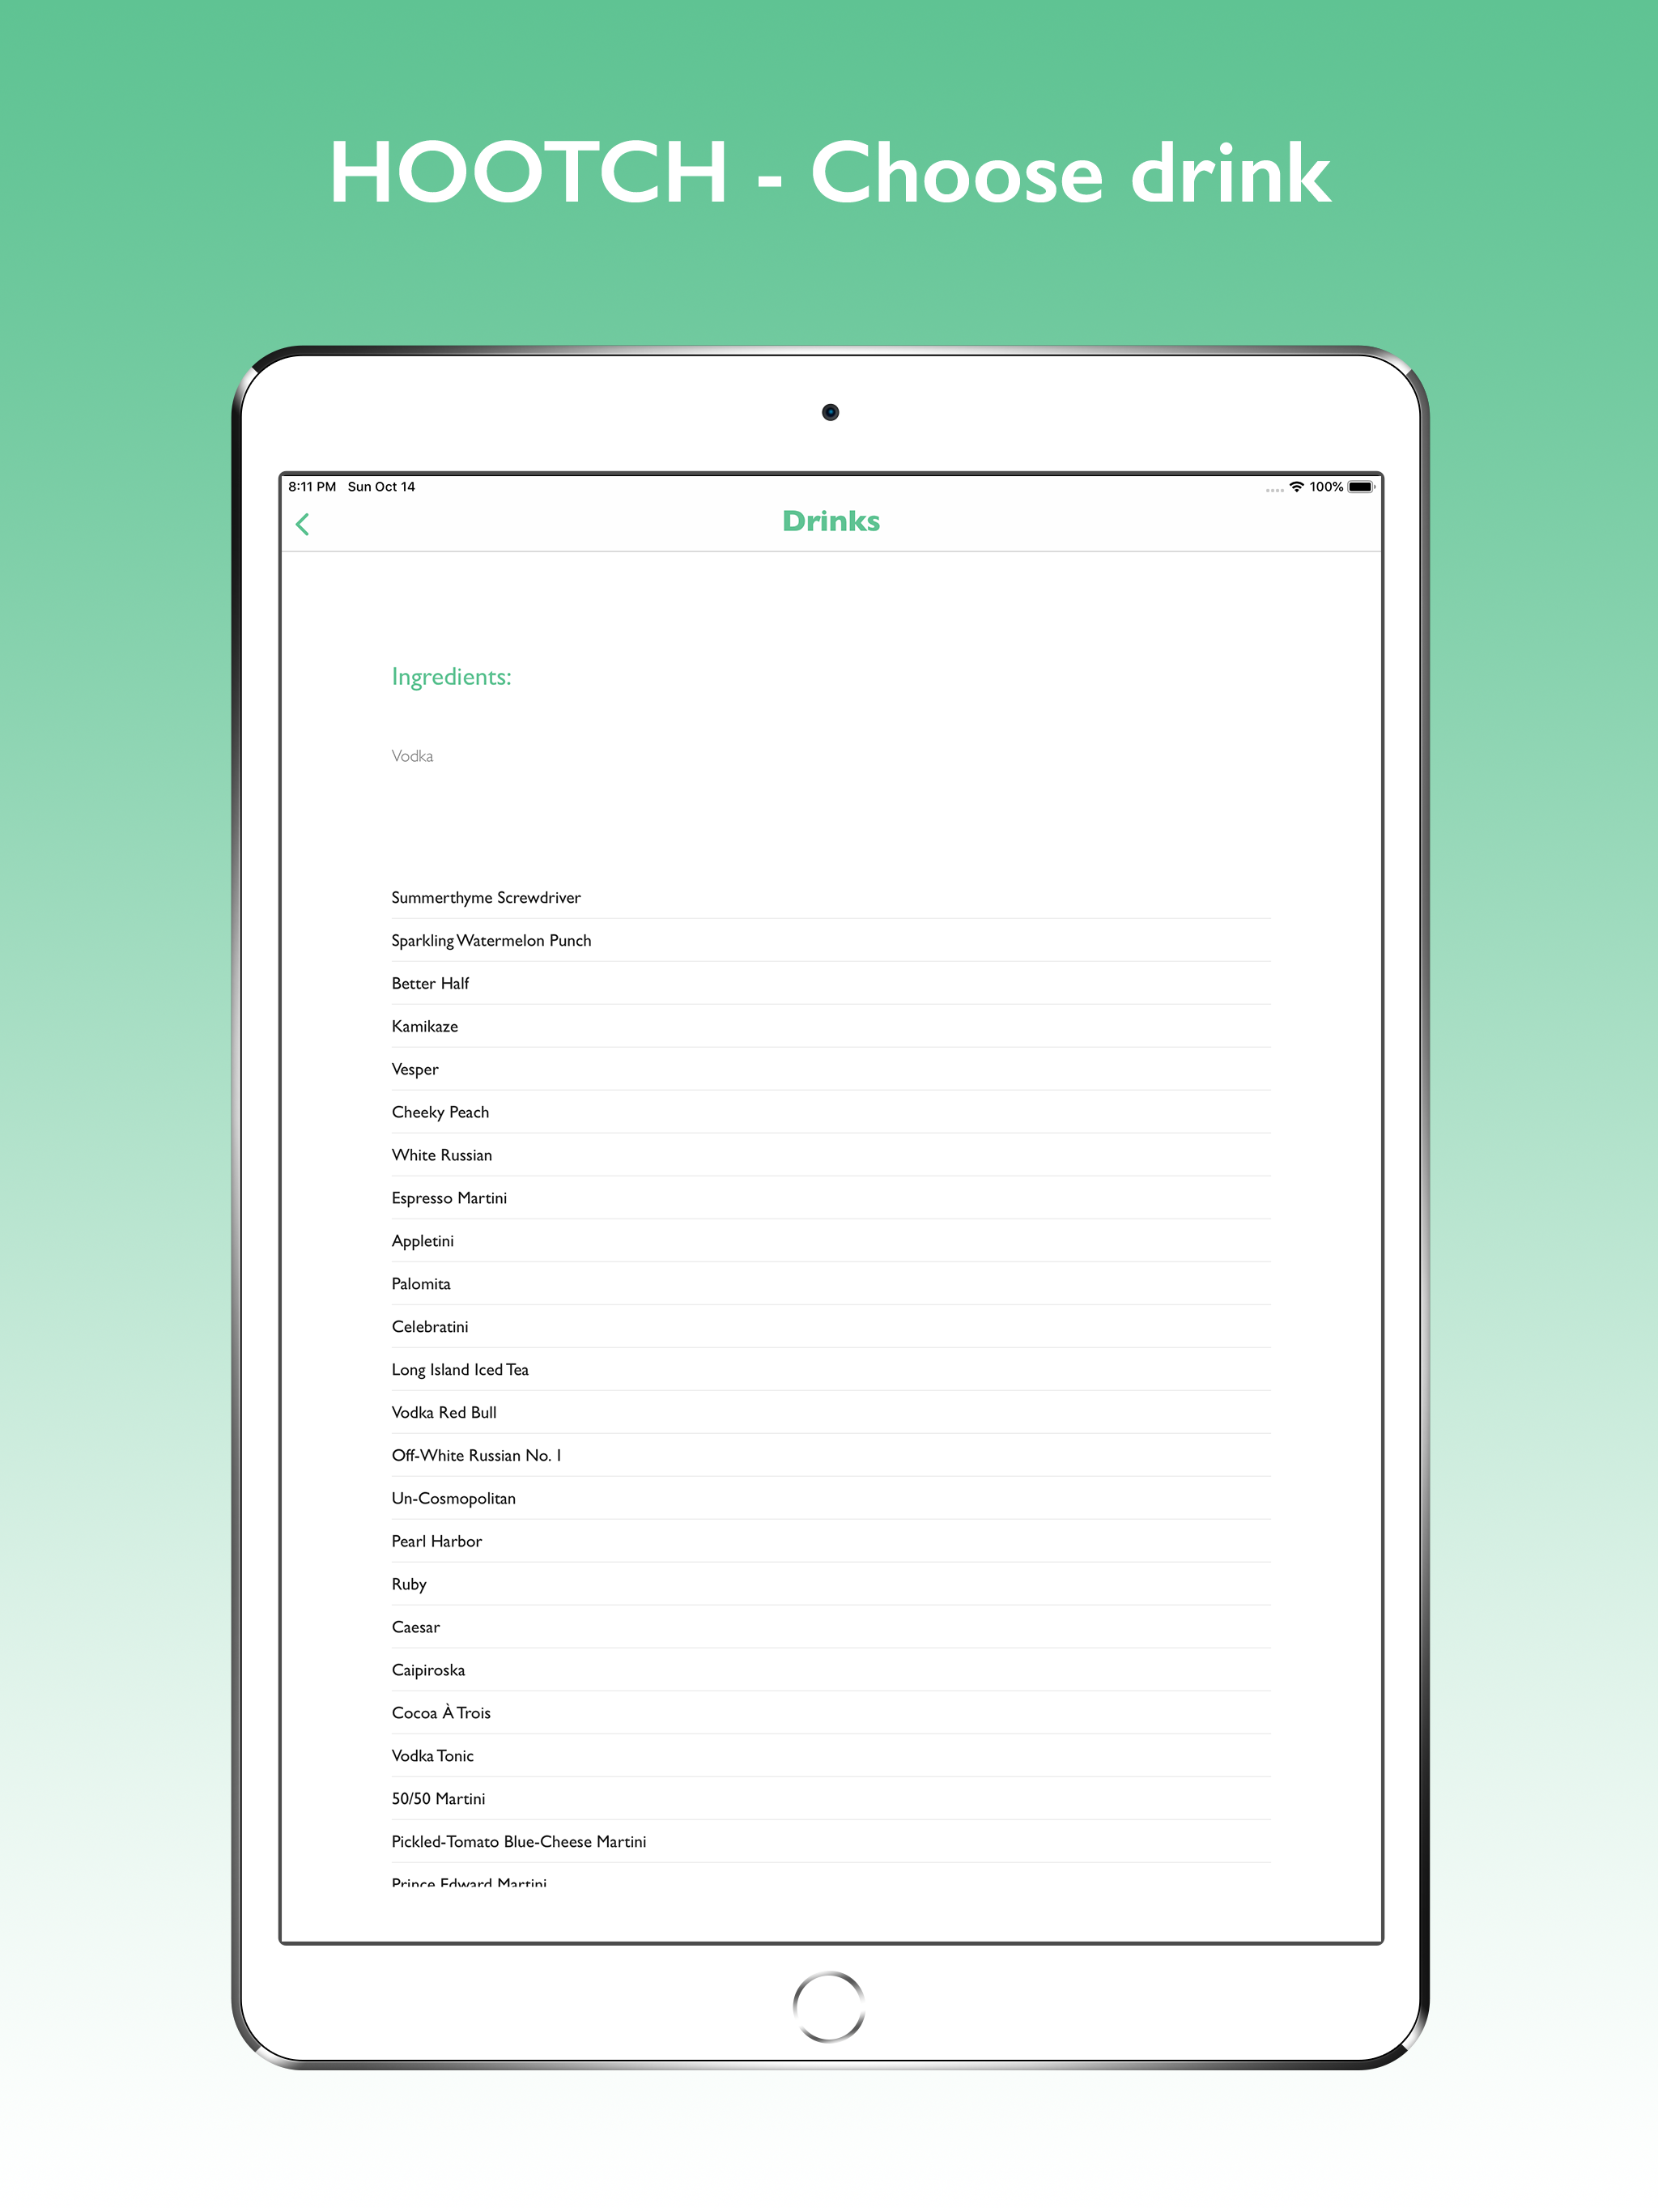 HOOTCH - Choose drink
8:11 PM Sun Oct 14 100%
Drinks
Ingredients:
Vodka
Summerthyme Screwdriver
Sparkling Watermelon Punch
Better Half
Kamikaze
Vesper
Cheeky Peach
White Russian
Espresso Martini
Appletini
Palomita
Celebratini
Long Island Iced Tea
Vodka Red Bull
Off-White Russian No. 1
Un-Cosmopolitan
Pearl Harbor
Ruby
Caesar
Caipiroska
Cocoa À Trois
Vodka Tonic
50/50 Martini
Pickled-Tomato Blue-Cheese Martini
Prince Edward Martini